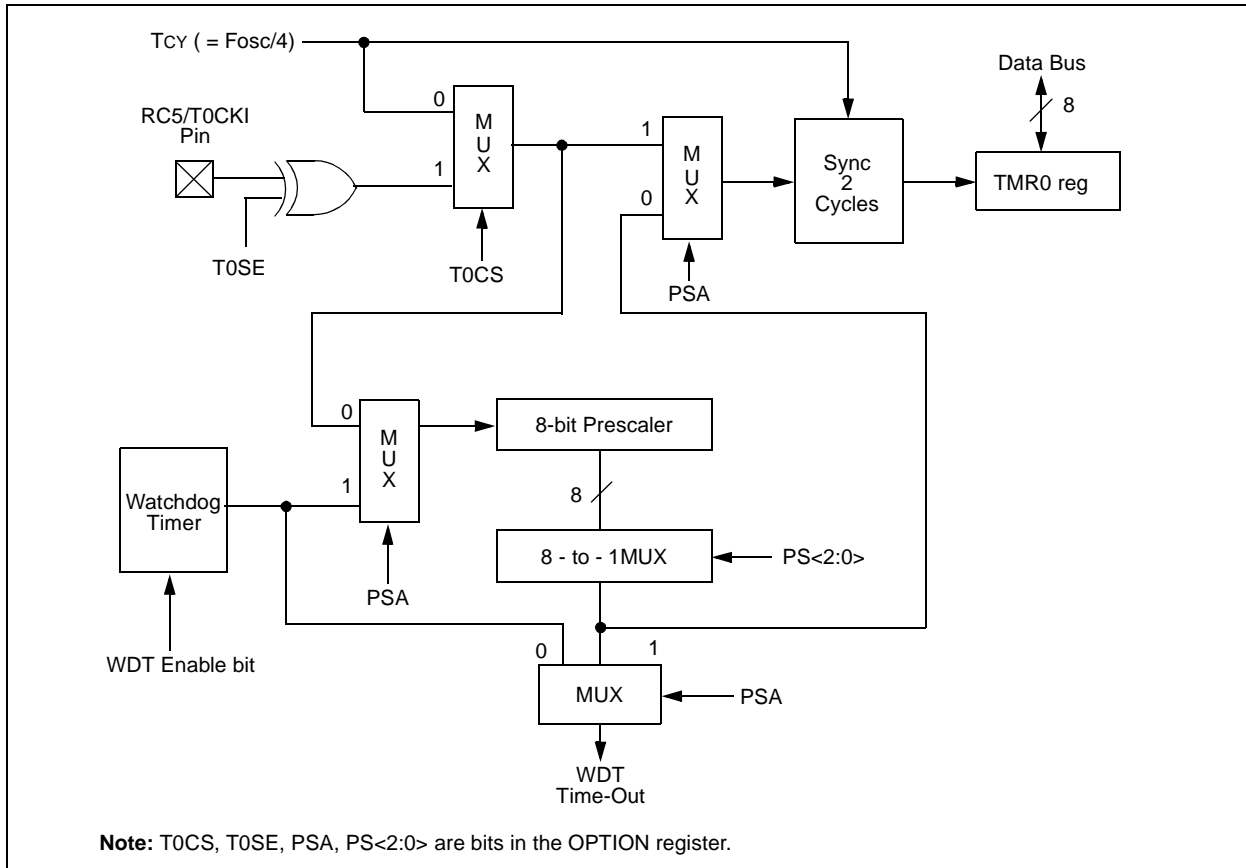 TCY ( = Fosc/4)
Data Bus
RC5/T0CKI
Pin
0
M
U
X
1
T0SE
T0CS
1
M
U
X
0
PSA
Sync
2
Cycles
8
TMR0 reg
0
M
U
X
1
8-bit Prescaler
Watchdog
Timer
8
8 - to - 1MUX
PS<2:0>
PSA
WDT Enable bit
0
1
MUX
PSA
WDT
Time-Out
Note: T0CS, T0SE, PSA, PS<2:0> are bits in the OPTION register.